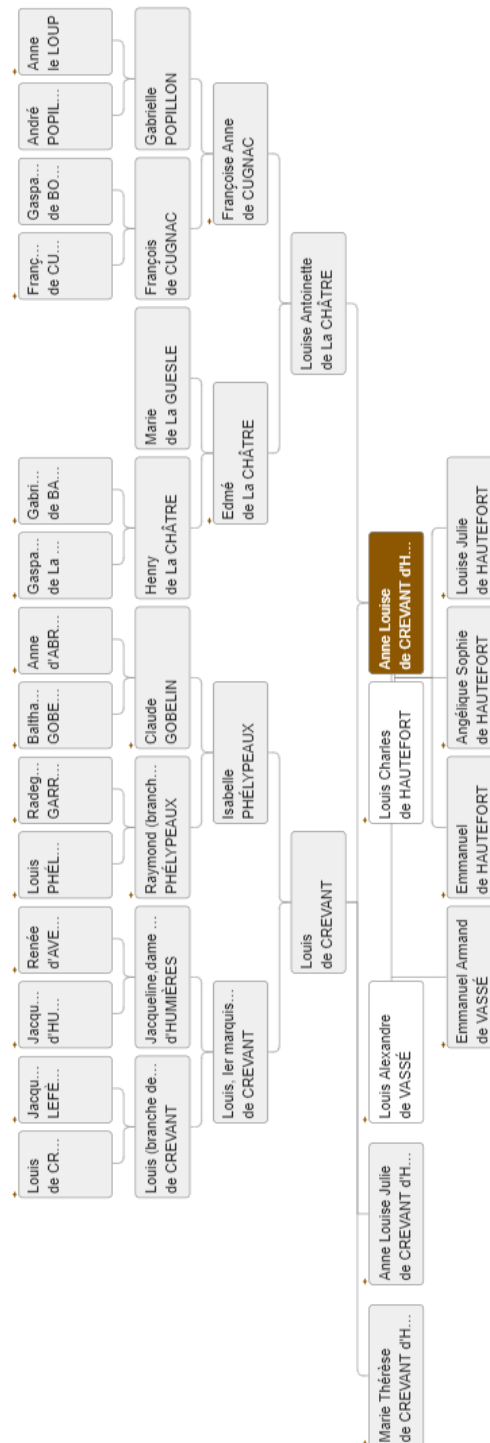 Louis
de CR...
Jacqu...
LEFÈ...
Jacqu...
d'HU...
Renée
d'AVE...
Louis
PHÉL...
Radeg...
GARR...
Baltha...
GOBE...
Anne
d'ABR...
Gaspa...
de La ...
Gabri...
de BA...
Franç...
de CU...
Gaspa...
de BO...
André
POPIL...
Anne
le LOUP
Louis (branche de...
de CREVANT
Jacqueline,dame ...
d'HUMIÈRES
Raymond (branch...
PHÉLYPEAUX
Claude
GOBELIN
Henry
de La CHÂTRE
Marie
de La GUESLE
François
de CUGNAC
Gabrielle
POPILLON
Louis, Ier marquis...
de CREVANT
Isabelle
PHÉLYPEAUX
Edmé
de La CHÂTRE
Françoise Anne
de CUGNAC
Louis
de CREVANT
Louise Antoinette
de La CHÂTRE
Marie Thérèse
de CREVANT d'H...
Anne Louise Julie
de CREVANT d'H...
Louis Alexandre
de VASSÉ
Louis Charles
de HAUTEFORT
Anne Louise
de CREVANT d'H...
Emmanuel Armand
de VASSÉ
Emmanuel
de HAUTEFORT
Angélique Sophie
de HAUTEFORT
Louise Julie
de HAUTEFORT